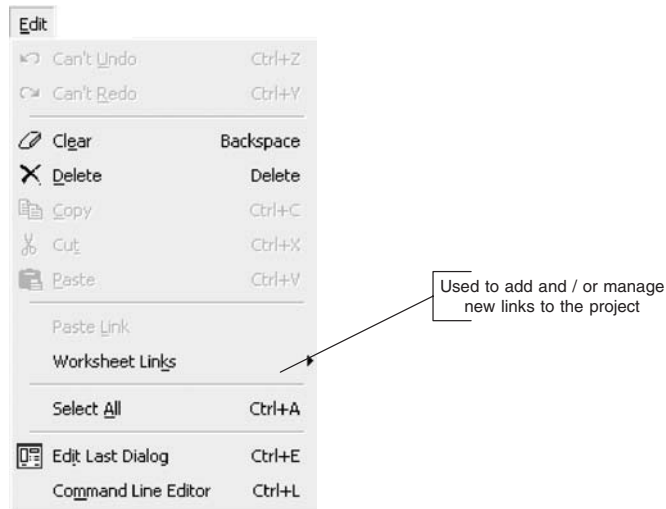 Edit
Can't Undo Ctrl+Z
Can't Redo Ctrl+Y
Clear Backspace
Delete Delete
Copy Ctrl+C
Cut Ctrl+X
Paste Ctrl+V
Paste Link
Worksheet Links
Select All Ctrl+A
Edit Last Dialog Ctrl+E
Command Line Editor Ctrl+L
Used to add and / or manage
new links to the project